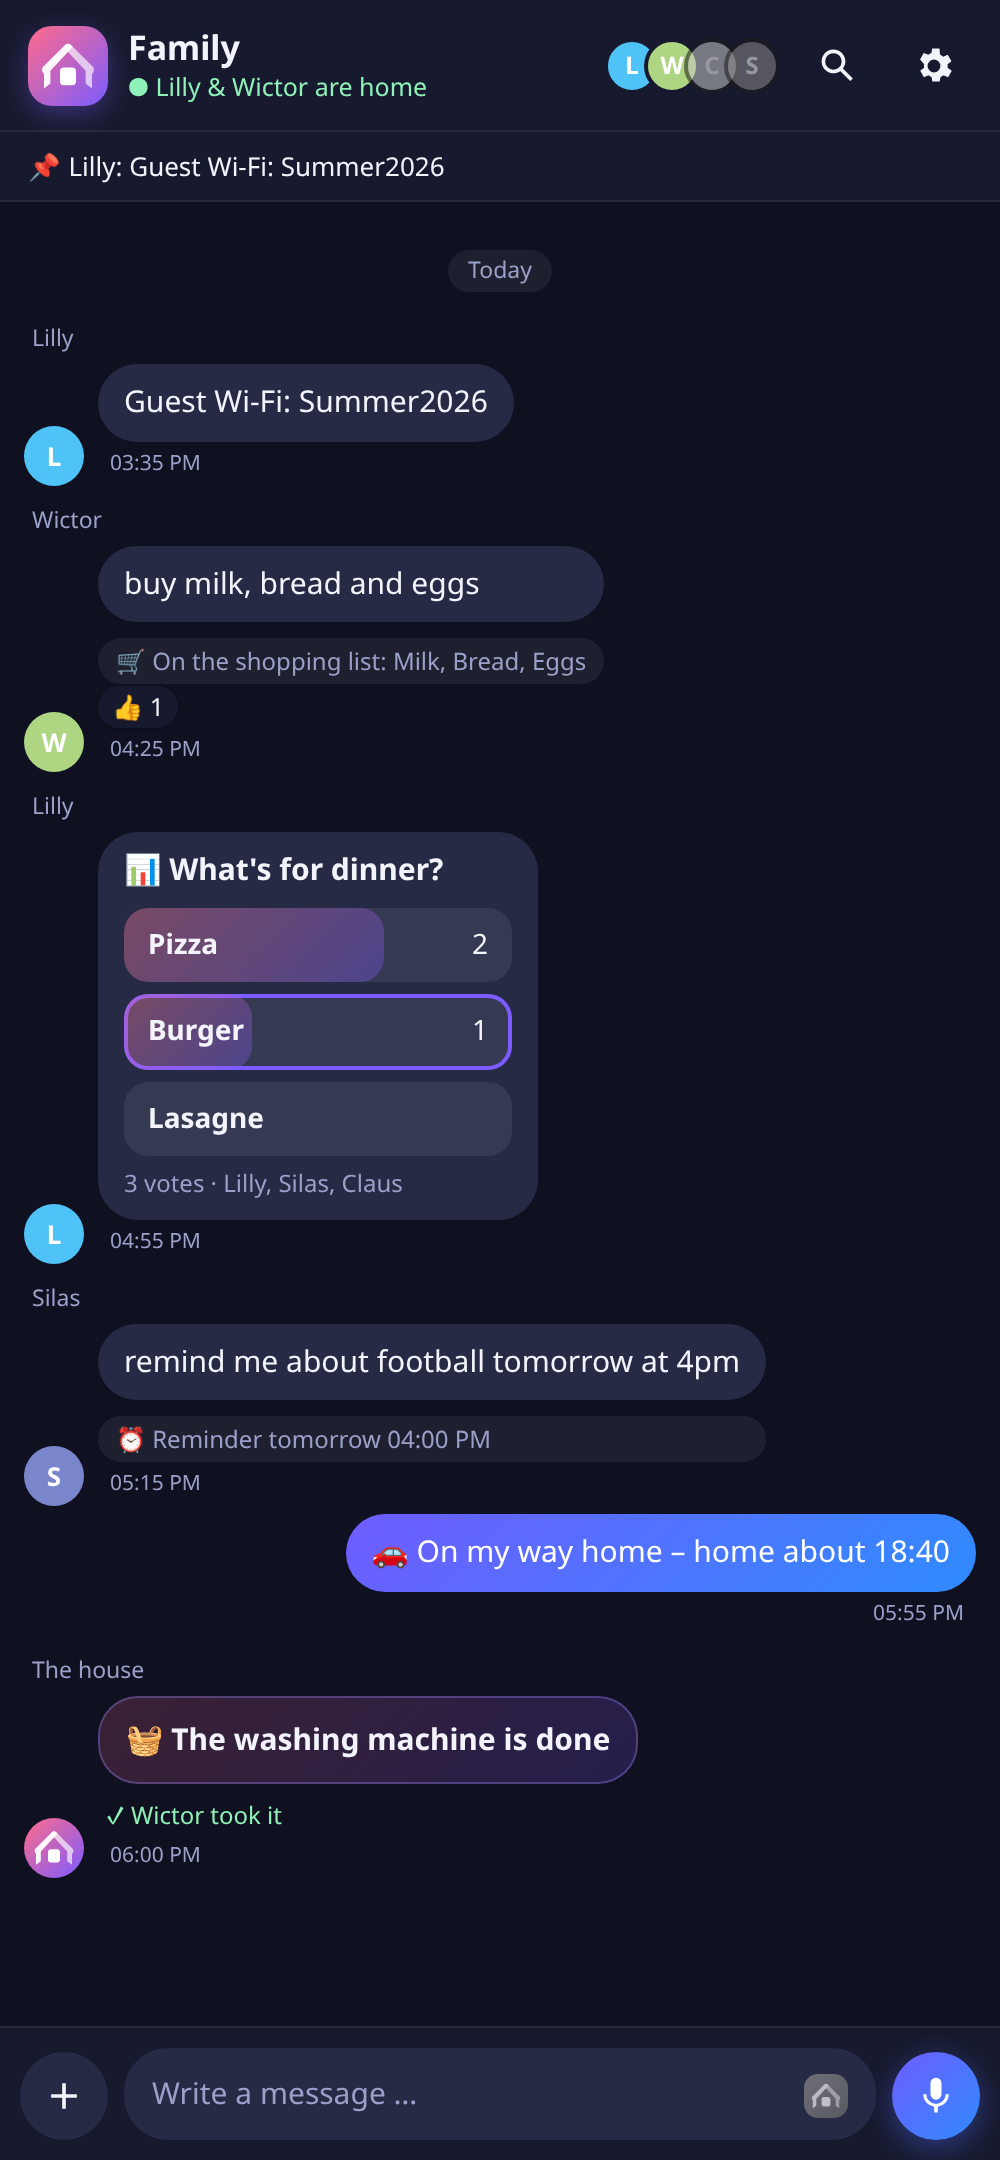 Family
Lilly & Wictor are home
L W C S
📌 Lilly: Guest Wi-Fi: Summer2026
Today
Lilly
Guest Wi-Fi: Summer2026
L
03:35 PM
Wictor
buy milk, bread and eggs
🛒 On the shopping list: Milk, Bread, Eggs
👍 1
W
04:25 PM
Lilly
📊 What's for dinner?
Pizza 2
Burger 1
Lasagne
3 votes · Lilly, Silas, Claus
L
04:55 PM
Silas
remind me about football tomorrow at 4pm
⏰ Reminder tomorrow 04:00 PM
S
05:15 PM
🚗 On my way home – home about 18:40
05:55 PM
The house
🧺 The washing machine is done
✓ Wictor took it
06:00 PM
Write a message ...